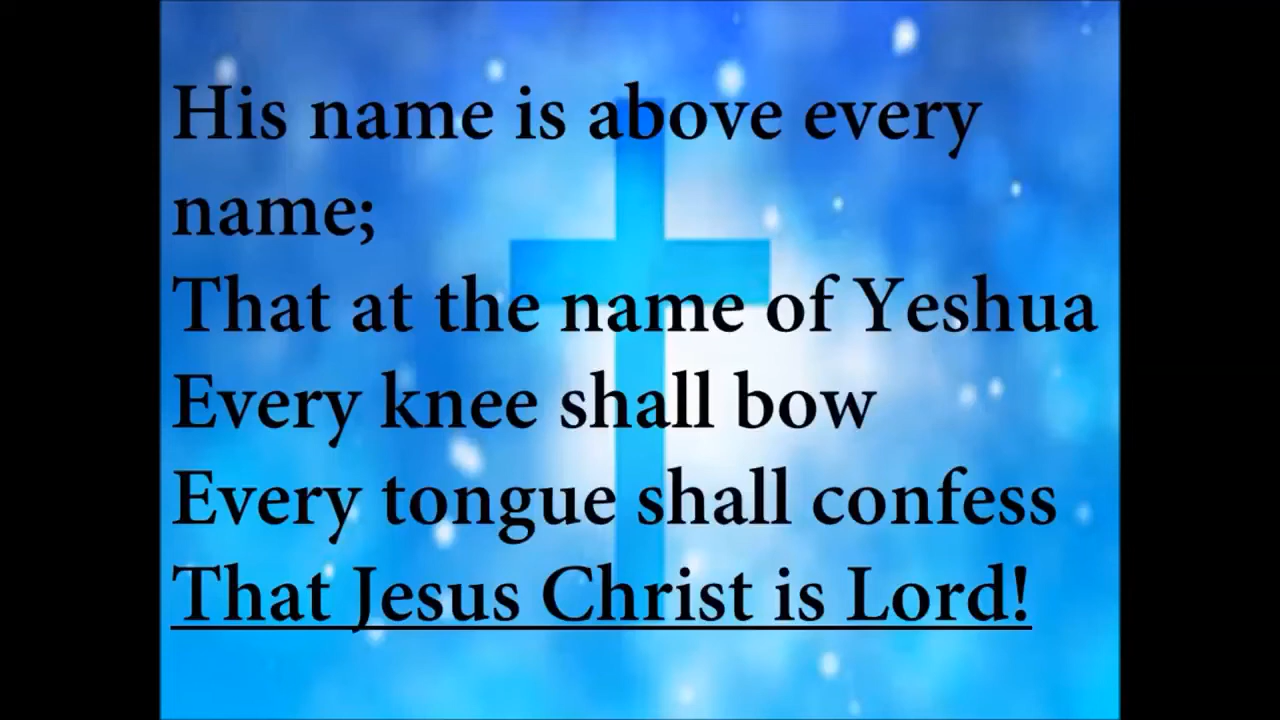 His name is above every
name;
That at the name of Yeshua
Every knee shall bow
Every tongue shall confess
That Jesus Christ is Lord!